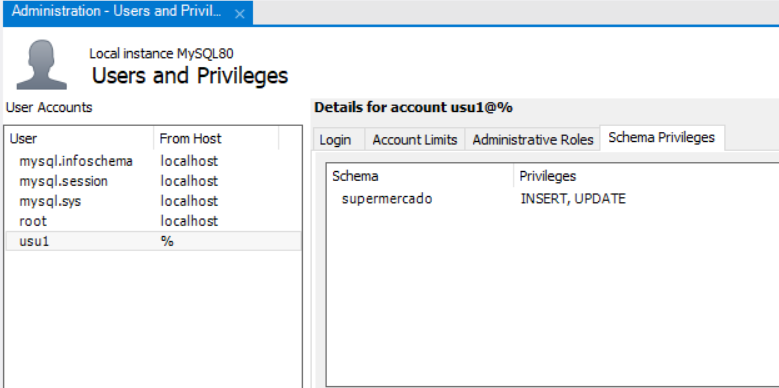 Administration - Users and Privil...
Local instance MySQL80
Users and Privileges
User Accounts
User From Host
mysql.infoschema localhost
mysql.session localhost
mysql.sys localhost
root localhost
usu1 %
Details for account usu1@%
Login Account Limits Administrative Roles Schema Privileges
Schema Privileges
supermercado INSERT, UPDATE